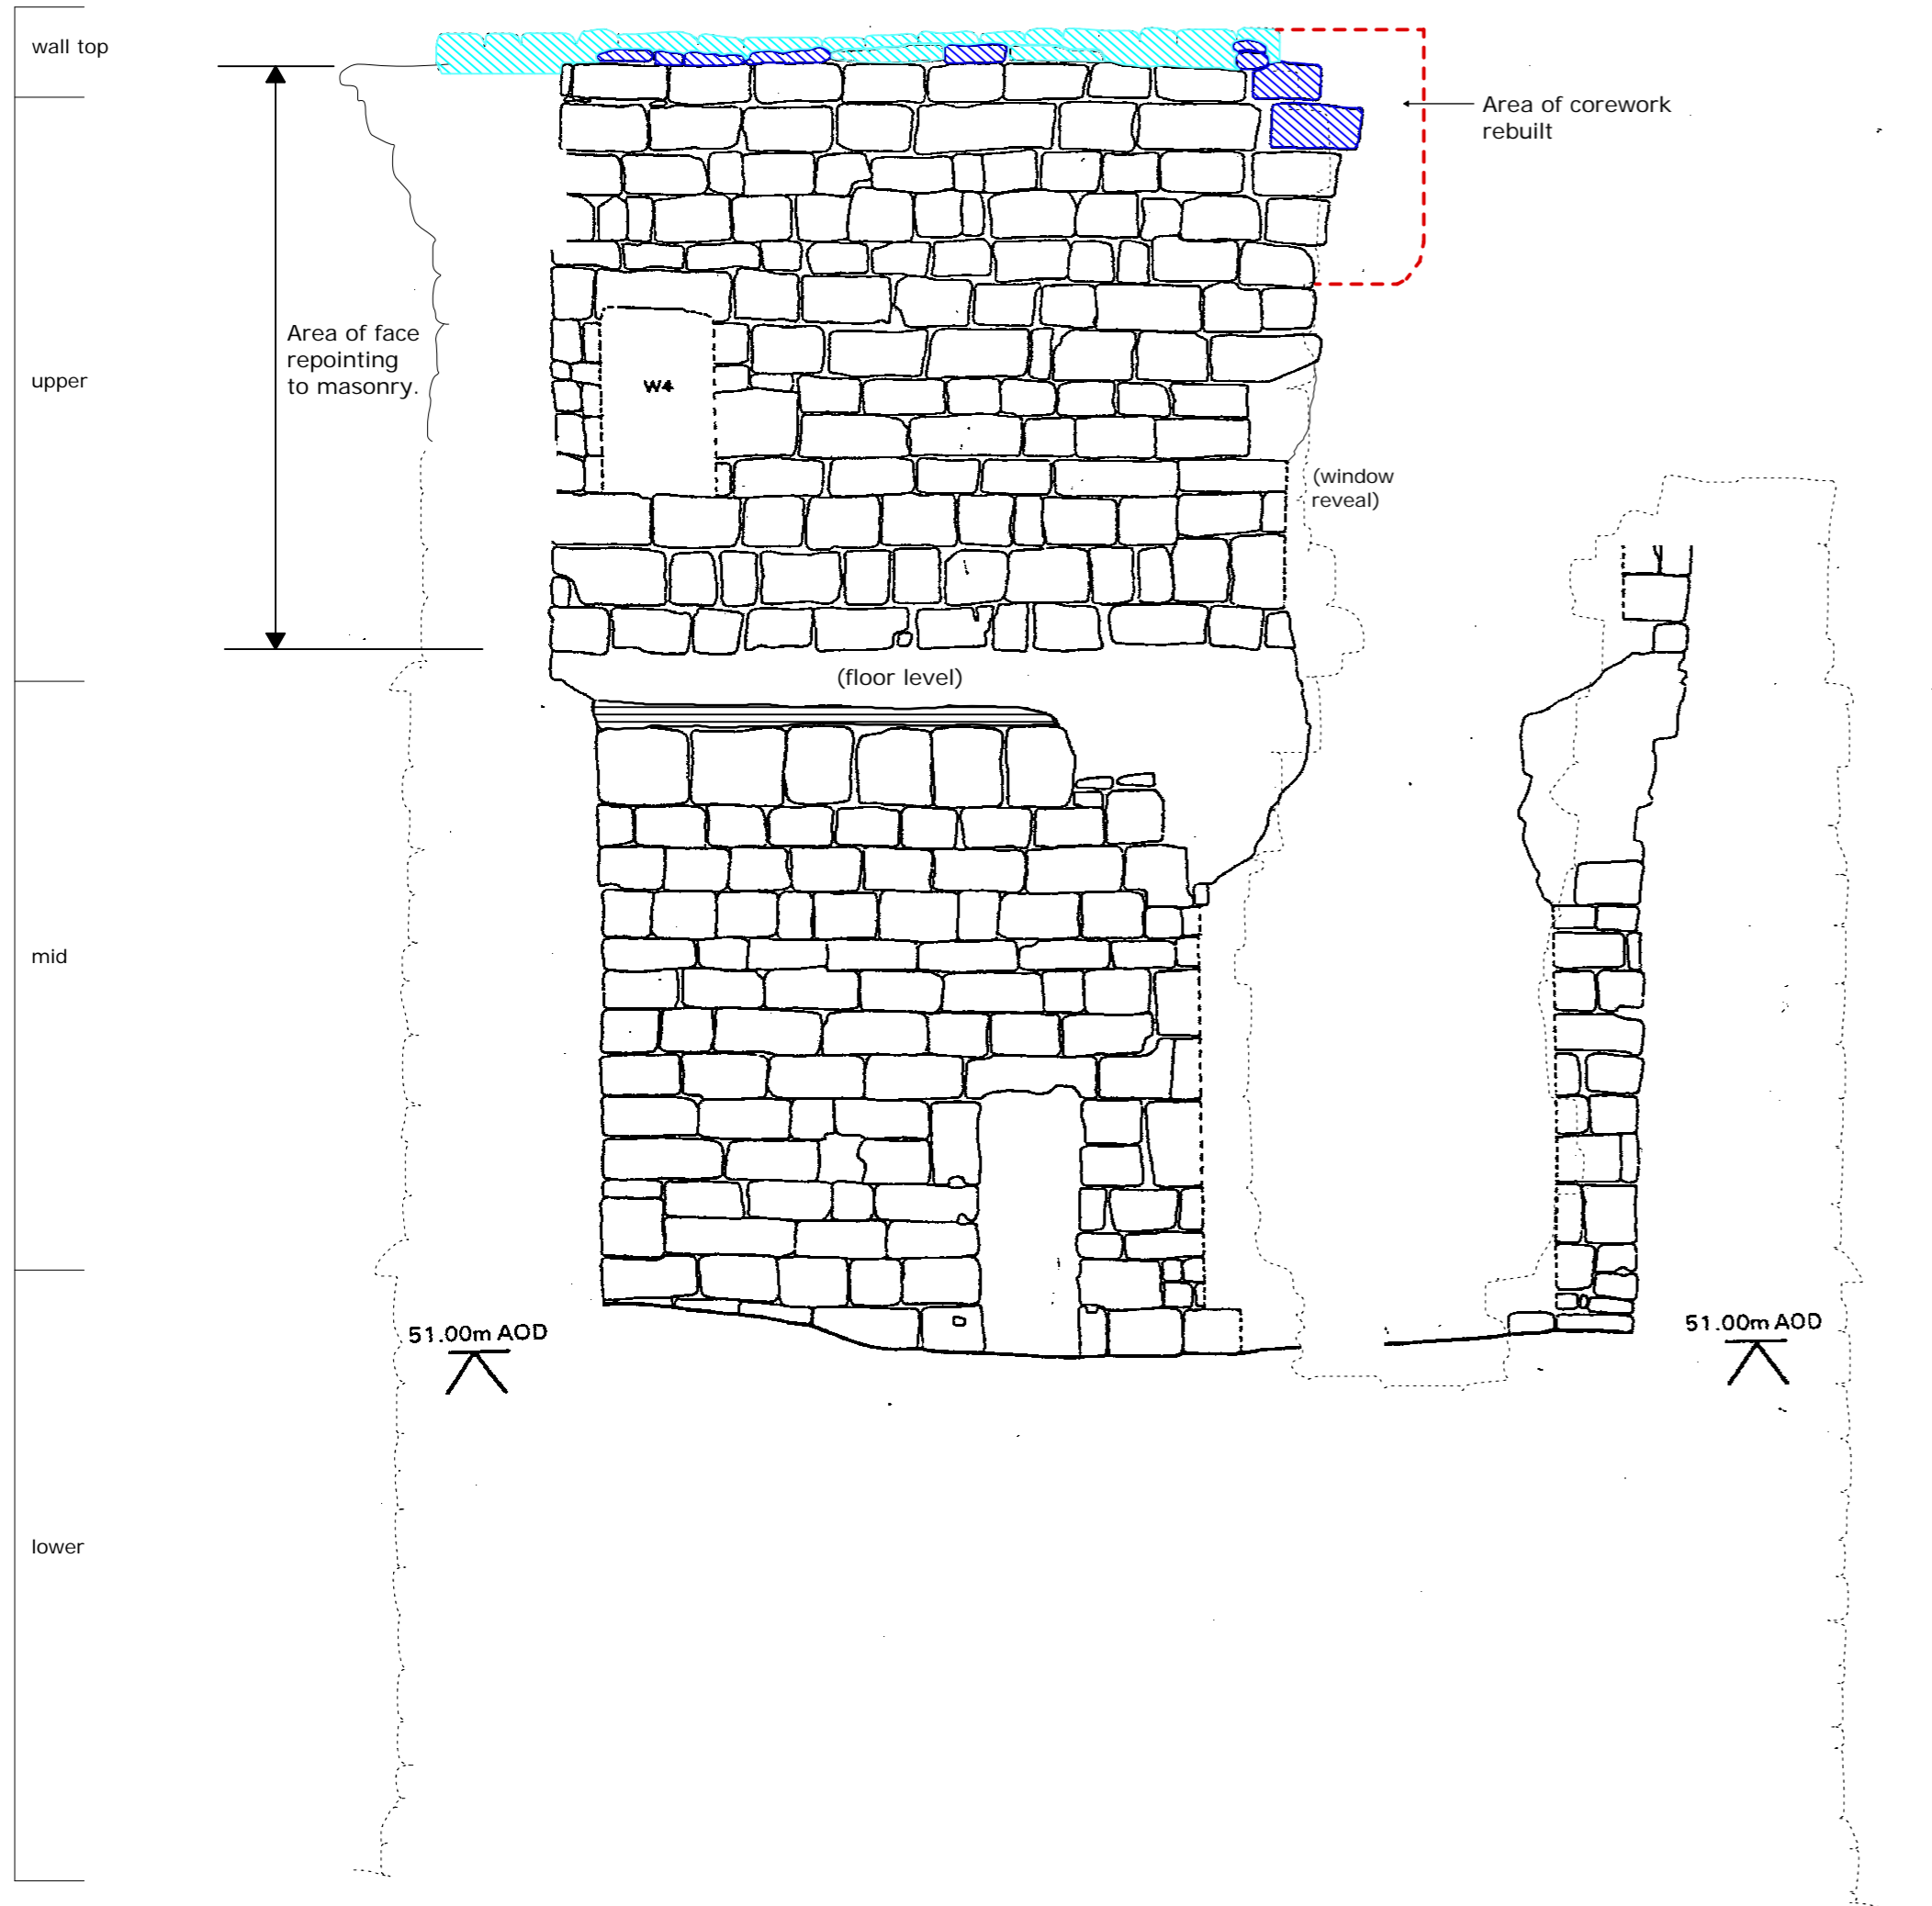 wall top
Area of corework
rebuilt
Area of face
repointing
to masonry.
upper
W4
(window
reveal)
(floor level)
mid
51.00m AOD
51.00m AOD
lower